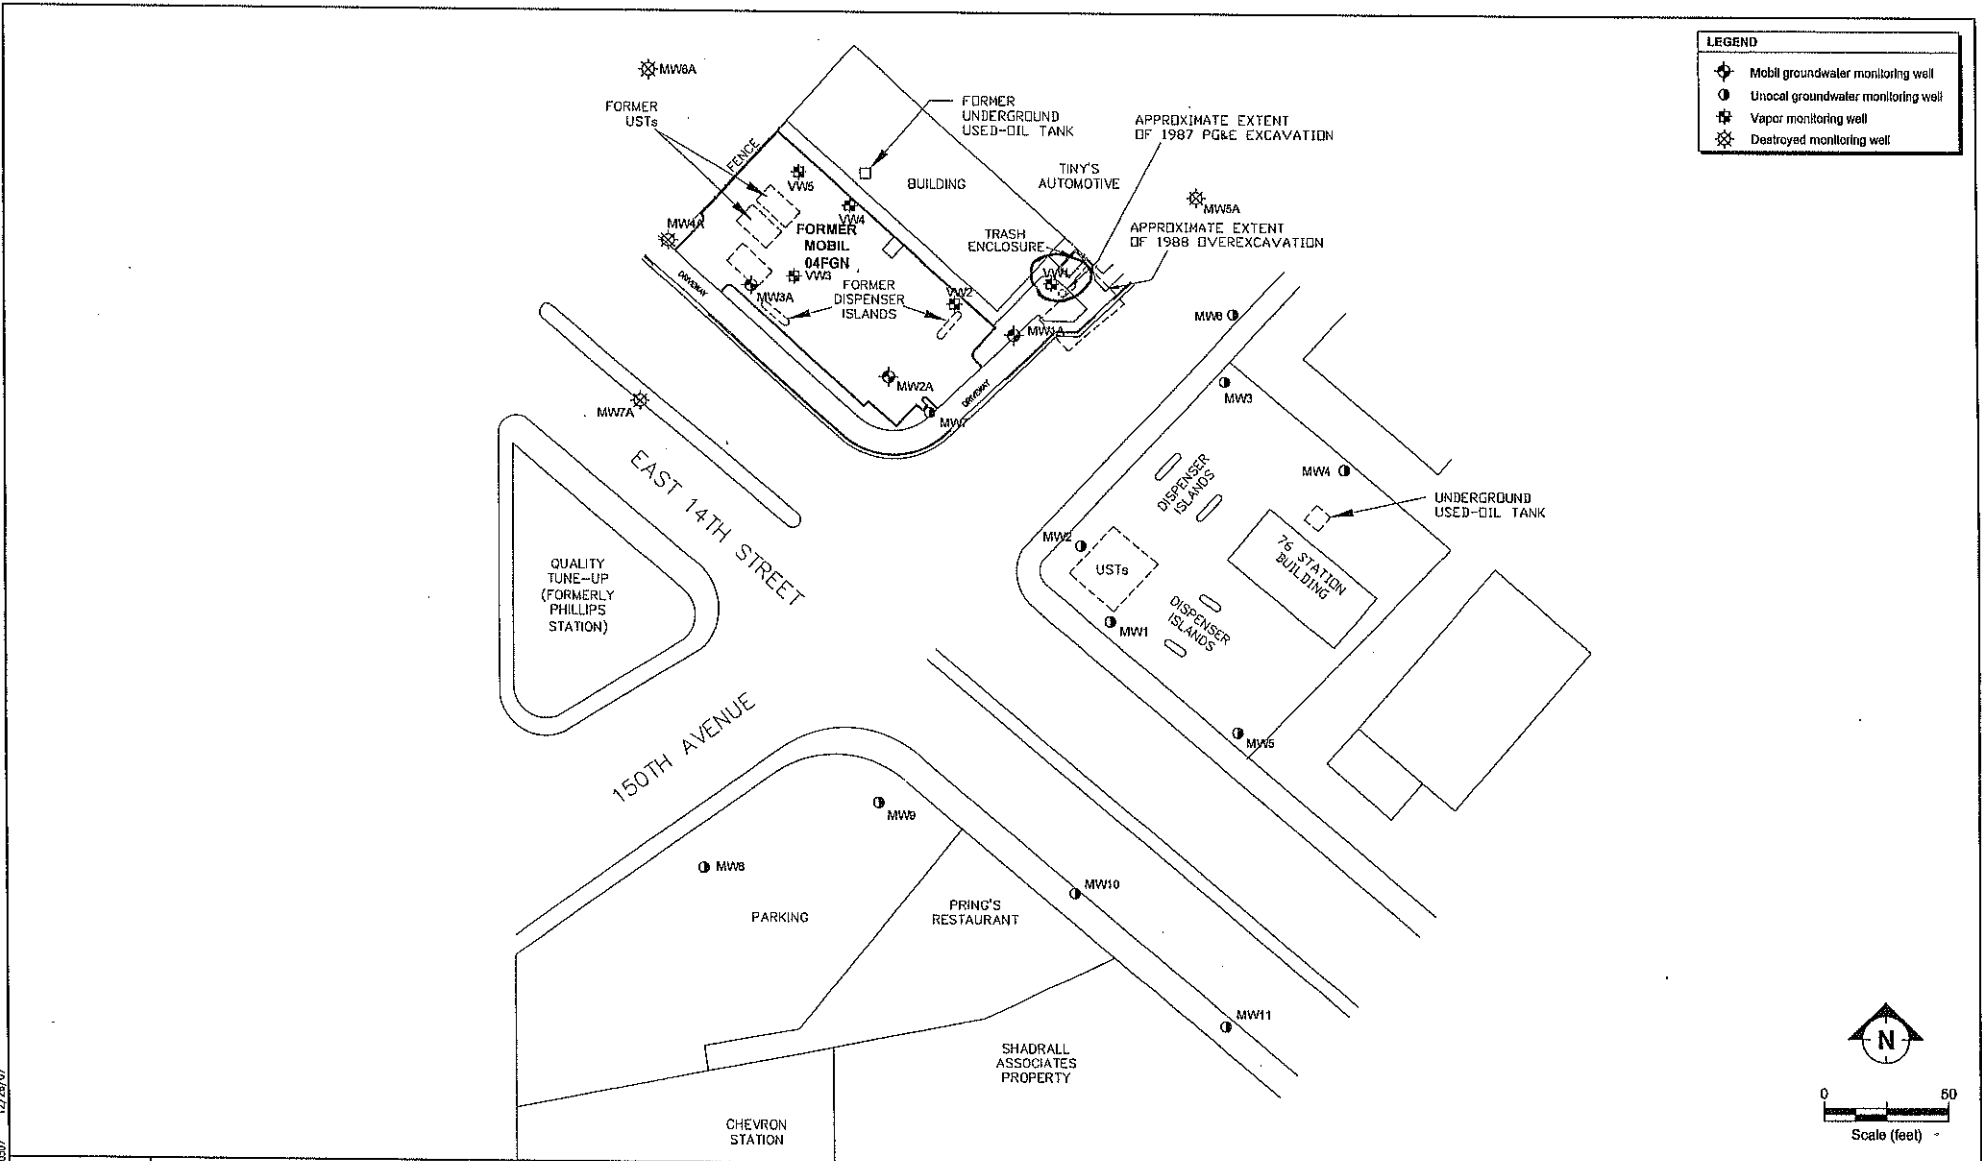 LEGEND
Mobil groundwater monitoring well
Unocal groundwater monitoring well
Vapor monitoring well
Destroyed monitoring well
MW6A
FORMER
USTs
FORMER
UNDERGROUND
USED-OIL TANK
APPROXIMATE EXTENT
OF 1987 PG&E EXCAVATION
FENCE
VW5
BUILDING
TINY'S
AUTOMOTIVE
MW5A
VW4
MW4A
FORMER
MOBIL
04FGN
TRASH
ENCLOSURE
APPROXIMATE EXTENT
OF 1988 OVEREXCAVATION
DRIVEWAY
VW3
VW1
MW3A
FORMER
DISPENSER
ISLANDS
VW2
MW1A
MW6
MW2A
DRIVEWAY
MW7
MW3
MW7A
EAST 14TH STREET
DISPENSER
ISLANDS
MW4
UNDERGROUND
USED-OIL TANK
MW2
USTs
76 STATION
BUILDING
QUALITY
TUNE-UP
(FORMERLY
PHILLIPS
STATION)
DISPENSER
ISLANDS
MW1
150TH AVENUE
MW5
MW9
MW8
PARKING
PRING'S
RESTAURANT
MW10
MW11
SHADRALL
ASSOCIATES
PROPERTY
CHEVRON
STATION
N
0 50
Scale (feet)